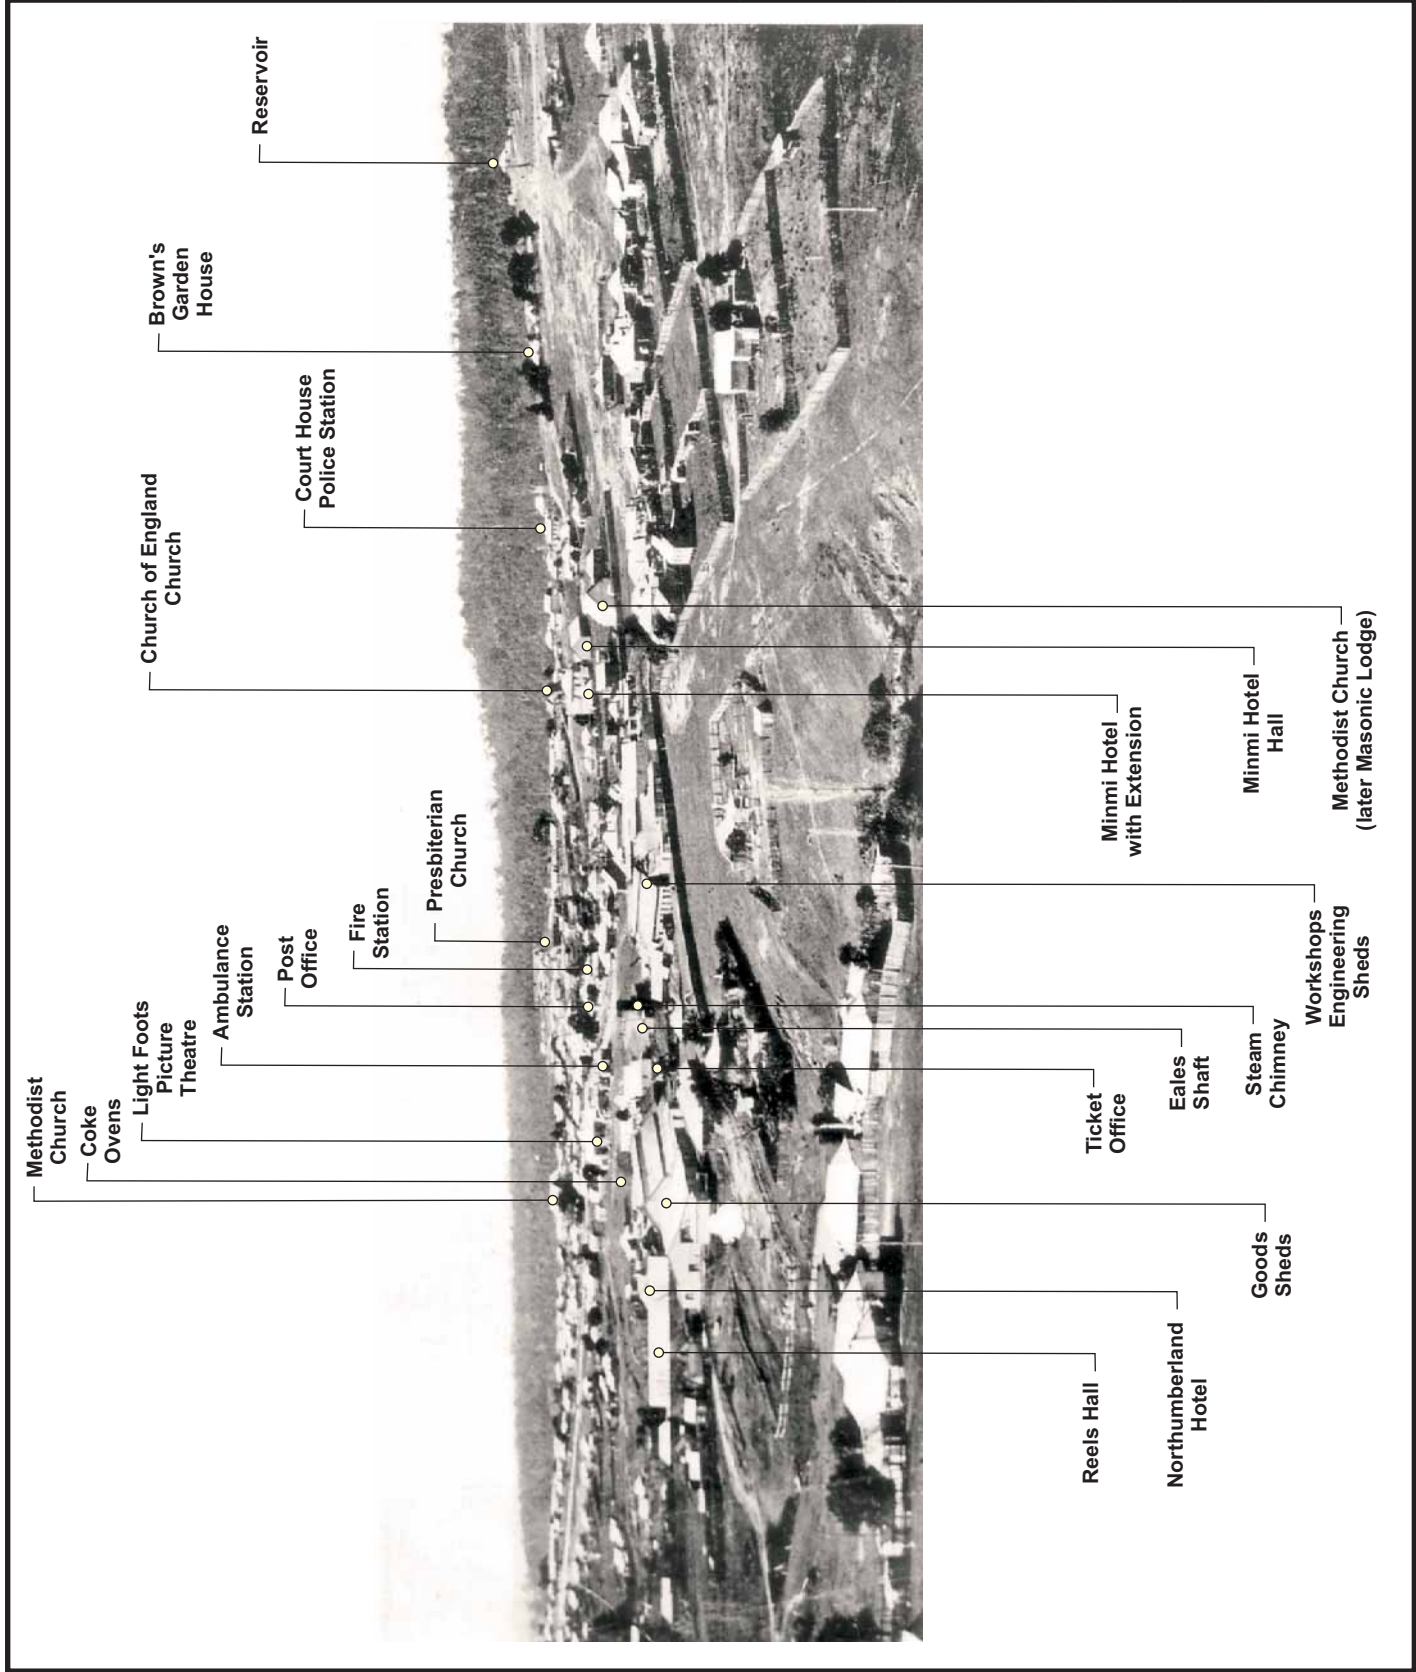 Methodist
Church
Coke
Ovens
Light Foots
Picture
Theatre
Ambulance
Station
Post
Office
Fire
Station
Presbiterian
Church
Church of England
Church
Court House
Police Station
Brown's
Garden
House
Reservoir
Reels Hall
Northumberland
Hotel
Goods
Sheds
Ticket
Office
Eales
Shaft
Steam
Chimney
Workshops
Engineering
Sheds
Minmi Hotel
with Extension
Minmi Hotel
Hall
Methodist Church
(later Masonic Lodge)